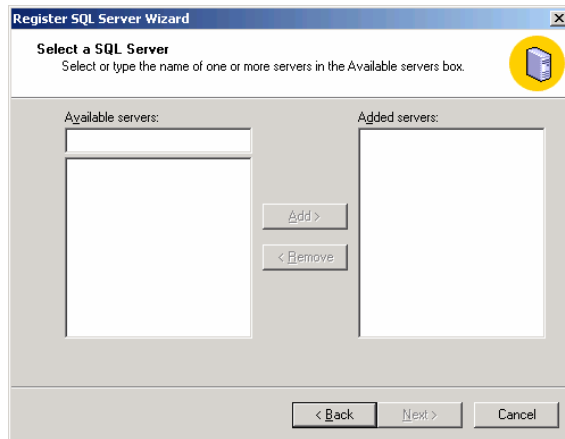 Register SQL Server Wizard
Select a SQL Server
Select or type the name of one or more servers in the Available servers box.
Available servers:
Added servers:
Add >
< Remove
< Back
Next >
Cancel